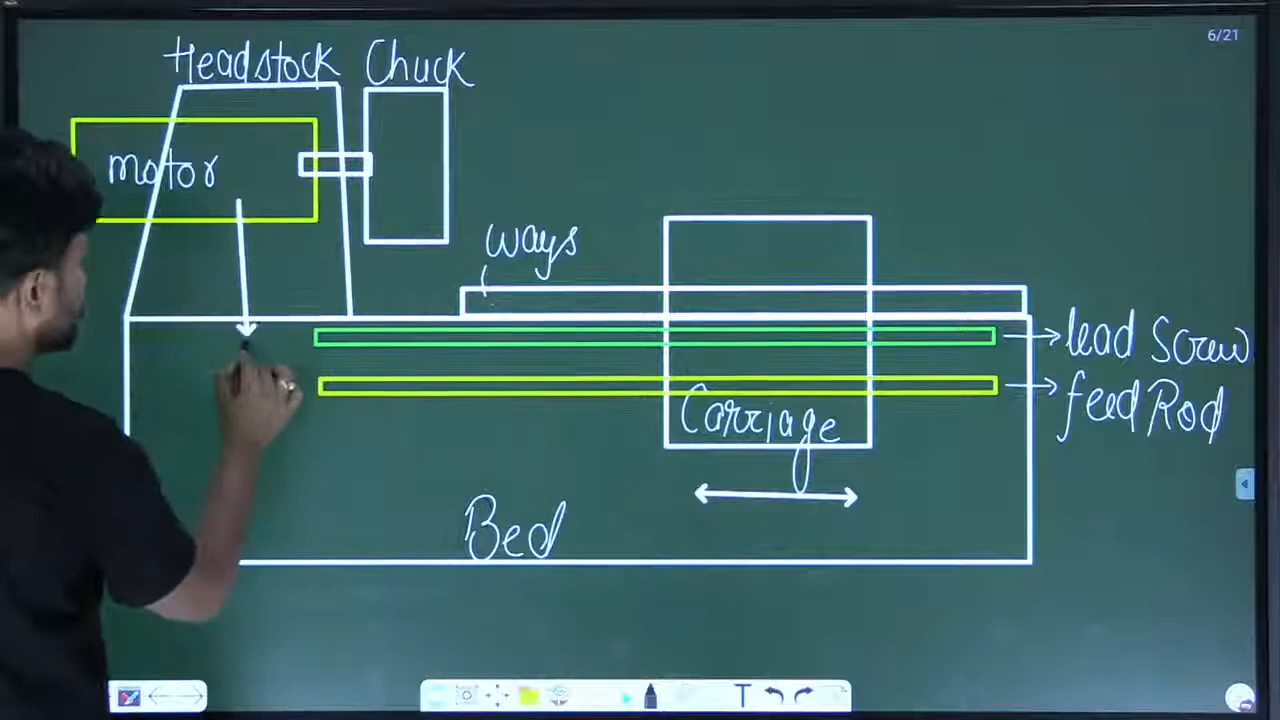 6/21
Headstock Chuck
motor
ways
lead Screw
feed Rod
Carriage
Bed
T